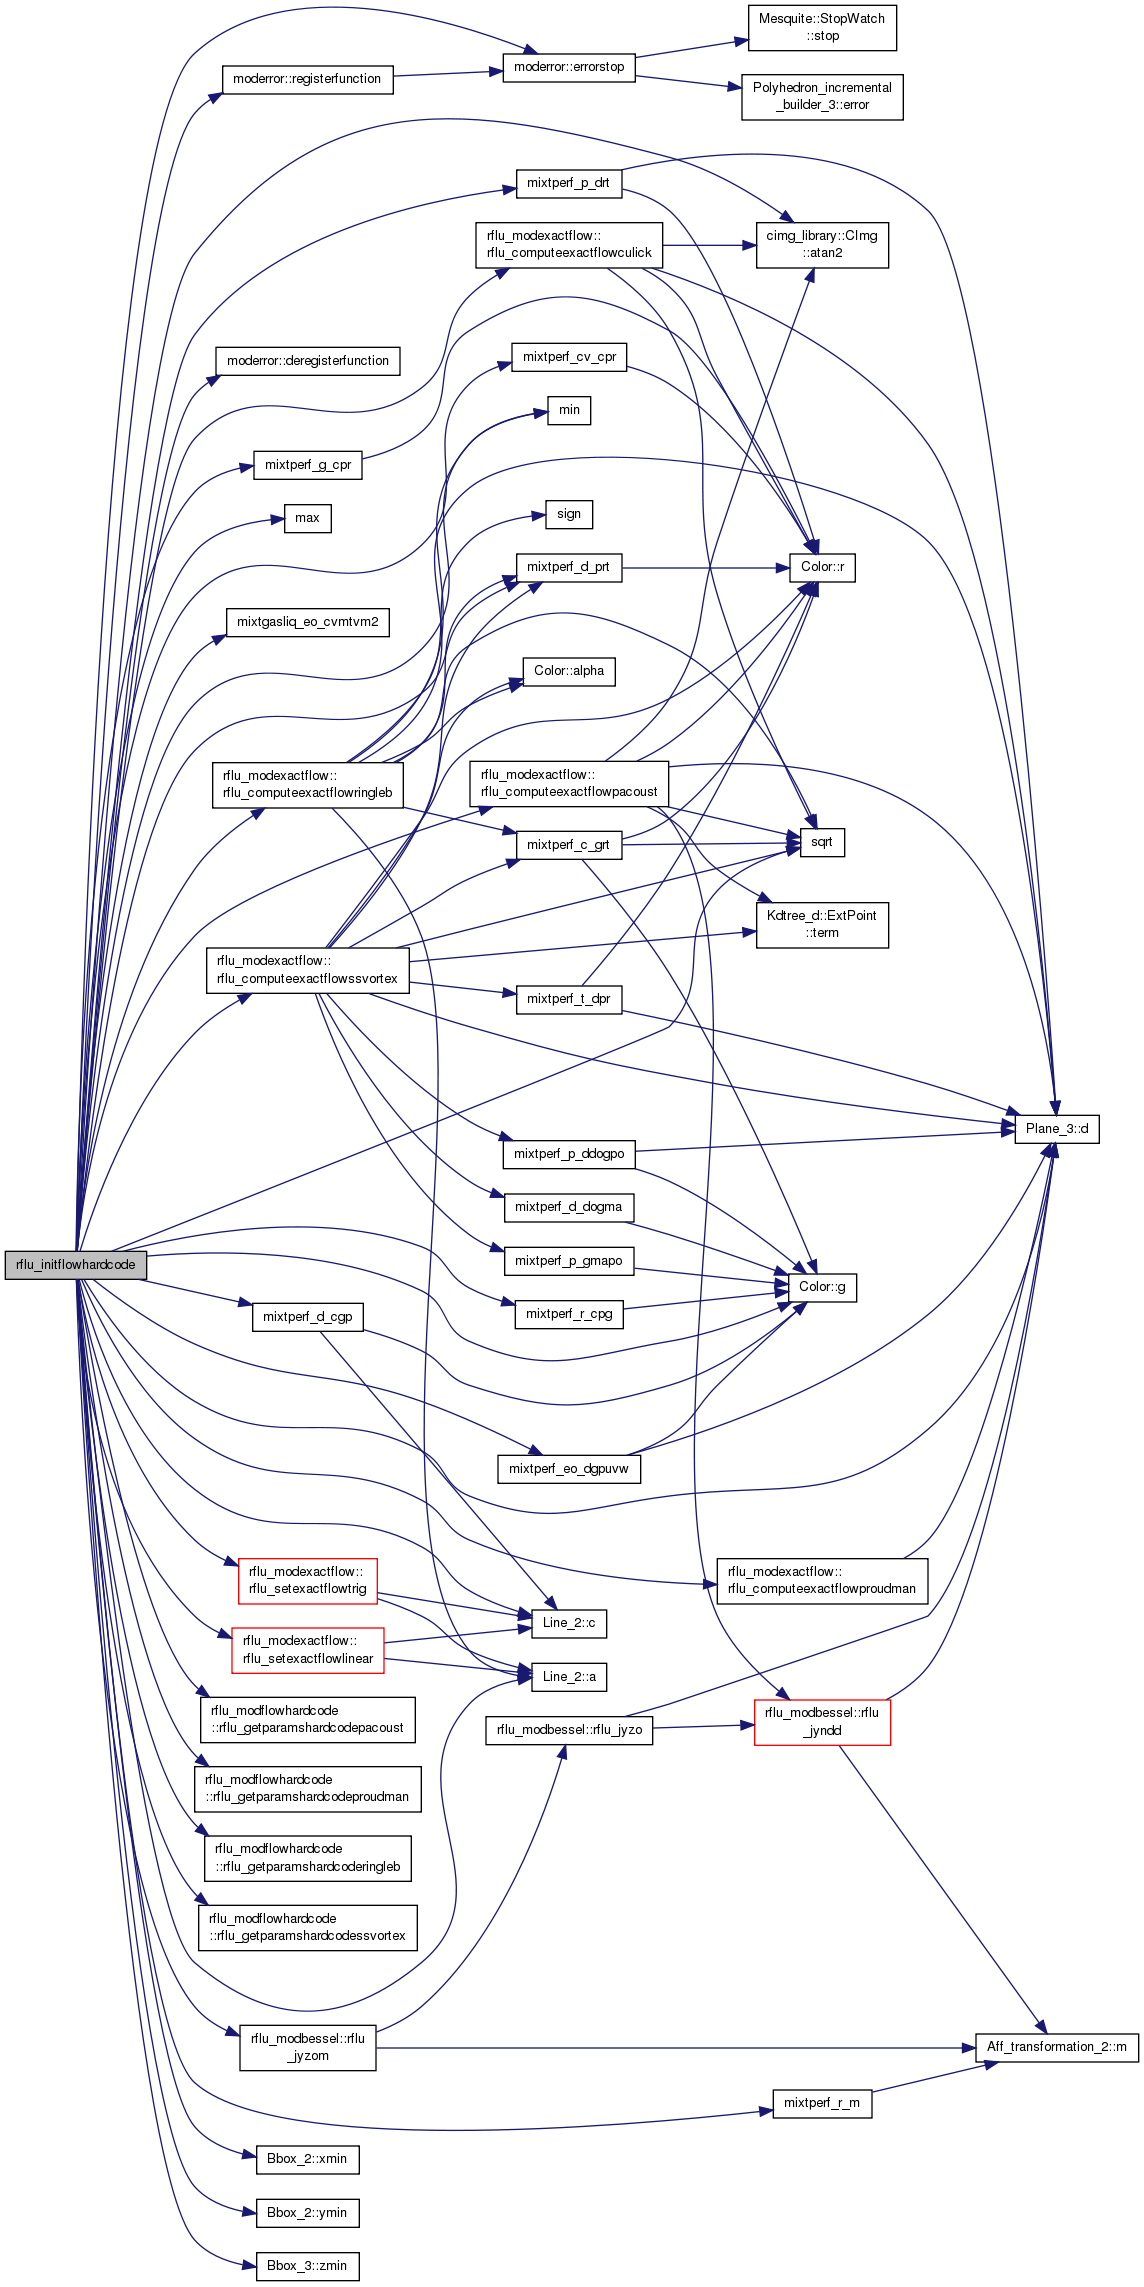 Mesquite::StopWatch
::stop
moderror::errorstop
moderror::registerfunction
Polyhedron_incremental
_builder_3::error
mixtperf_p_drt
rflu_modexactflow::
rflu_computeexactflowculick
cimg_library::CImg
::atan2
moderror::deregisterfunction
mixtperf_cv_cpr
min
mixtperf_g_cpr
max
sign
mixtperf_d_prt
Color::r
mixtgasliq_eo_cvmtvm2
Color::alpha
rflu_modexactflow::
rflu_computeexactflowringleb
rflu_modexactflow::
rflu_computeexactflowpacoust
mixtperf_c_grt
sqrt
Kdtree_d::ExtPoint
::term
rflu_modexactflow::
rflu_computeexactflowssvortex
mixtperf_t_dpr
Plane_3::d
mixtperf_p_ddogpo
mixtperf_d_dogma
mixtperf_p_gmapo
rflu_initflowhardcode
Color::g
mixtperf_r_cpg
mixtperf_d_cgp
mixtperf_eo_dgpuvw
rflu_modexactflow::
rflu_setexactflowtrig
rflu_modexactflow::
rflu_computeexactflowproudman
Line_2::c
rflu_modexactflow::
rflu_setexactflowlinear
Line_2::a
rflu_modflowhardcode
::rflu_getparamshardcodepacoust
rflu_modbessel::rflu_jyzo
rflu_modbessel::rflu
_jyndd
rflu_modflowhardcode
::rflu_getparamshardcodeproudman
rflu_modflowhardcode
::rflu_getparamshardcoderingleb
rflu_modflowhardcode
::rflu_getparamshardcodessvortex
rflu_modbessel::rflu
_jyzom
Aff_transformation_2::m
mixtperf_r_m
Bbox_2::xmin
Bbox_2::ymin
Bbox_3::zmin